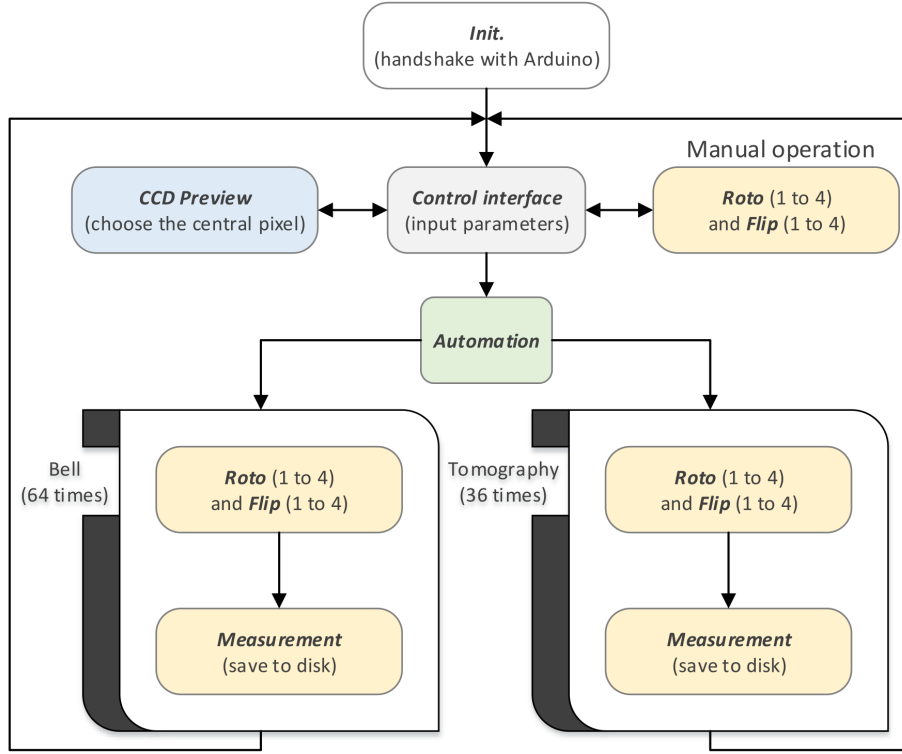 Init.
(handshake with Arduino)
Manual operation
CCD Preview
(choose the central pixel)
Control interface
(input parameters)
Roto (1 to 4)
and Flip (1 to 4)
Automation
Bell
(64 times)
Roto (1 to 4)
and Flip (1 to 4)
Measurement
(save to disk)
Tomography
(36 times)
Roto (1 to 4)
and Flip (1 to 4)
Measurement
(save to disk)